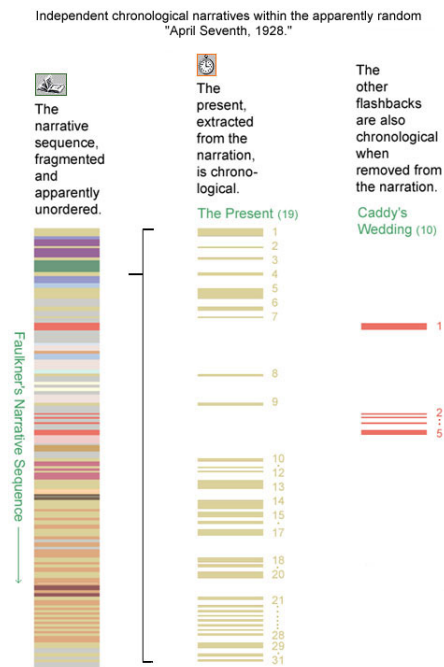 Independent chronological narratives within the apparently random
"April Seventh, 1928."
The
narrative
sequence,
fragmented
and
apparently
unordered.
The
present,
extracted
from the
narration,
is chrono-
logical.
The
other
flashbacks
are also
chronological
when
removed from
the narration.
The Present (19)
Caddy's
Wedding (10)
Faulkner's Narrative Sequence
1
2
3
4
5
6
7
8
9
10
12
13
14
15
17
18
20
21
28
29
31
1
2
5